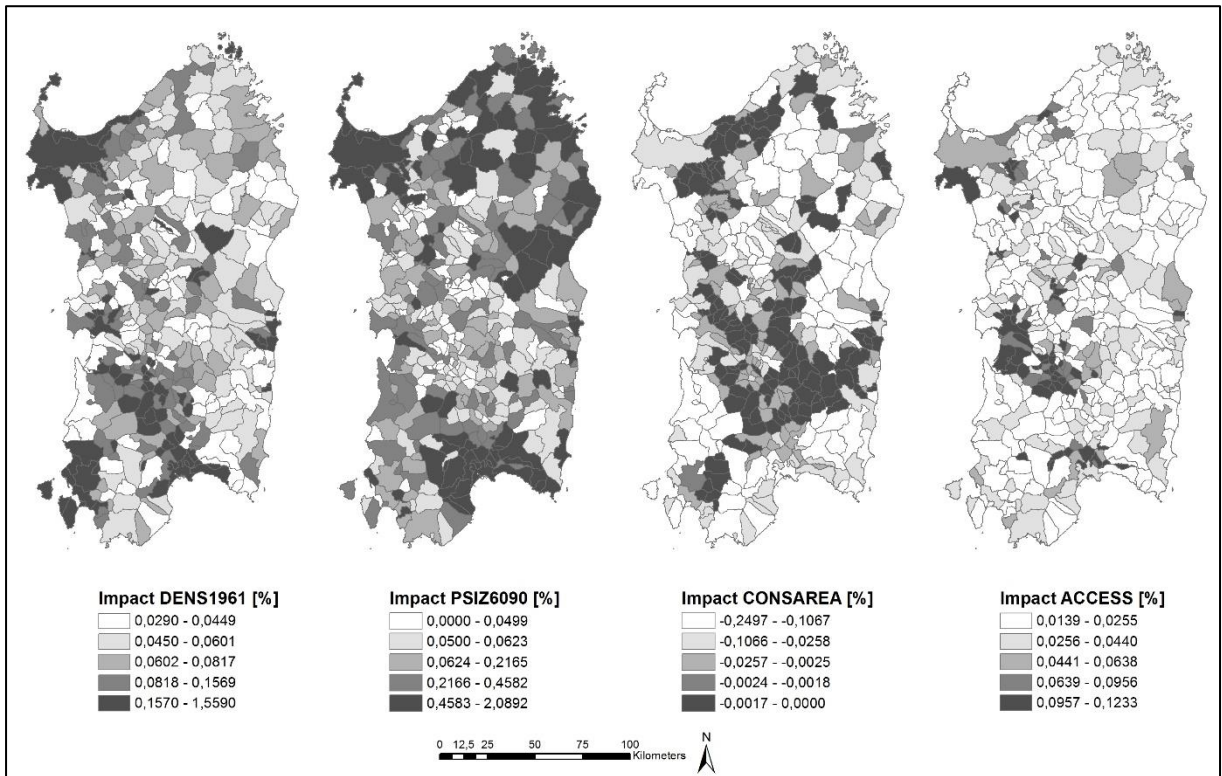 Impact DENS1961 [%]
0,0290 - 0,0449
0,0450 - 0,0601
0,0602 - 0,0817
0,0818 - 0,1569
0,1570 - 1,5590
Impact PSIZ6090 [%]
0,0000 - 0,0499
0,0500 - 0,0623
0,0624 - 0,2165
0,2166 - 0,4582
0,4583 - 2,0892
Impact CONSAREA [%]
-0,2497 - -0,1067
-0,1066 - -0,0258
-0,0257 - -0,0025
-0,0024 - -0,0018
-0,0017 - 0,0000
Impact ACCESS [%]
0,0139 - 0,0255
0,0256 - 0,0440
0,0441 - 0,0638
0,0639 - 0,0956
0,0957 - 0,1233
0 12,5 25 50 75 100
Kilometers
N